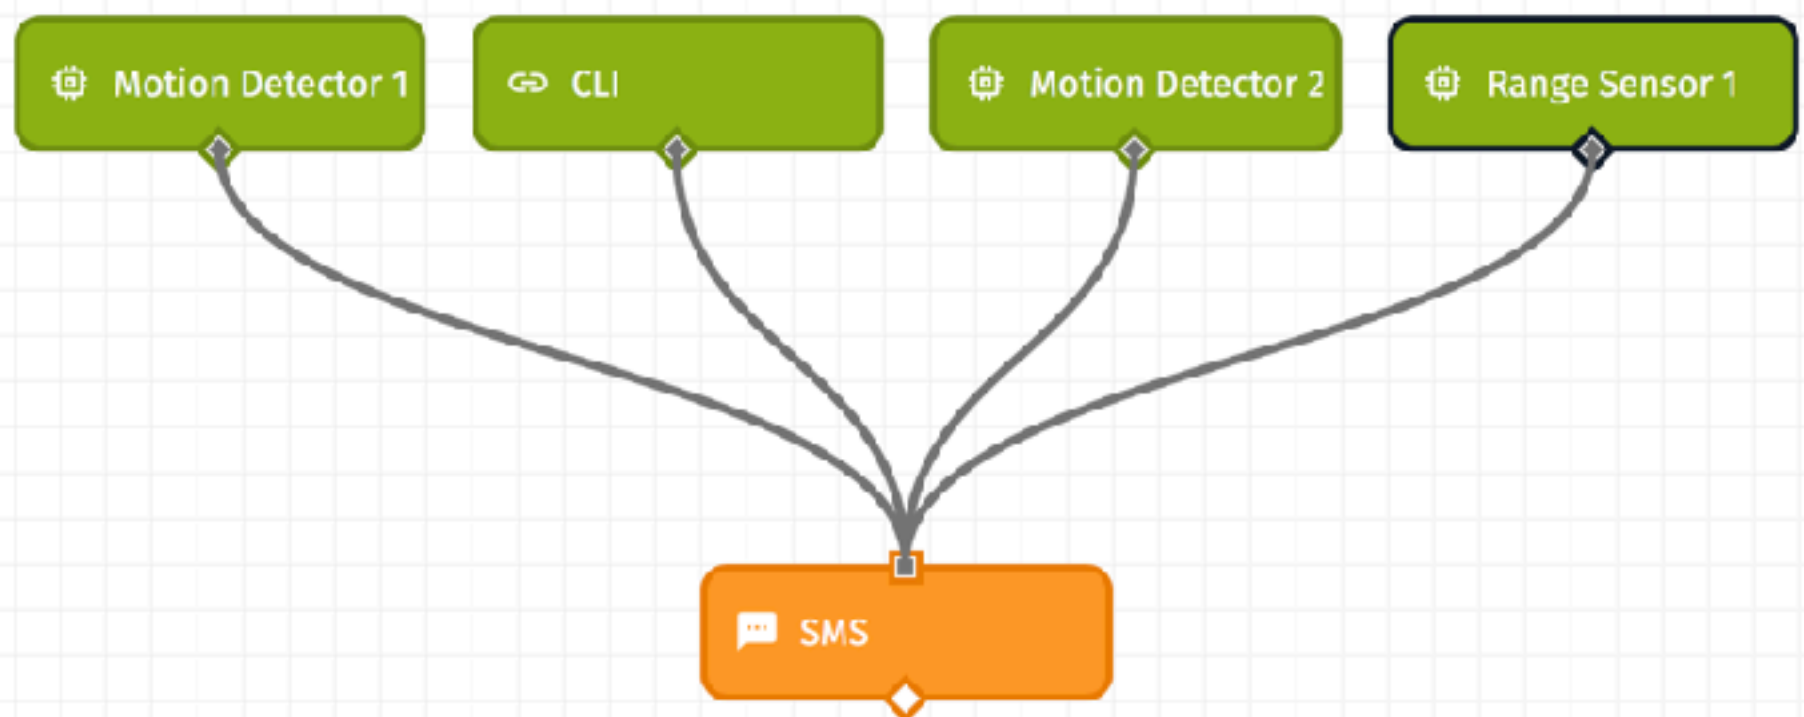 Motion Detector 1
CLI
Motion Detector 2
Range Sensor 1
SMS